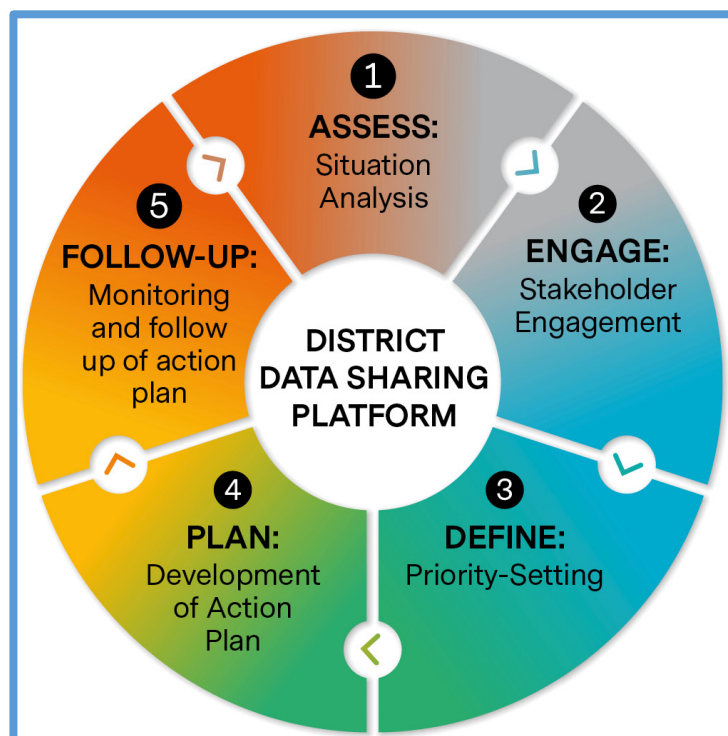 1
ASSESS:
Situation
Analysis
2
ENGAGE:
Stakeholder
Engagement
3
DEFINE:
Priority-Setting
4
PLAN:
Development
of Action
Plan
5
FOLLOW-UP:
Monitoring
and follow
up of action
plan
DISTRICT
DATA SHARING
PLATFORM